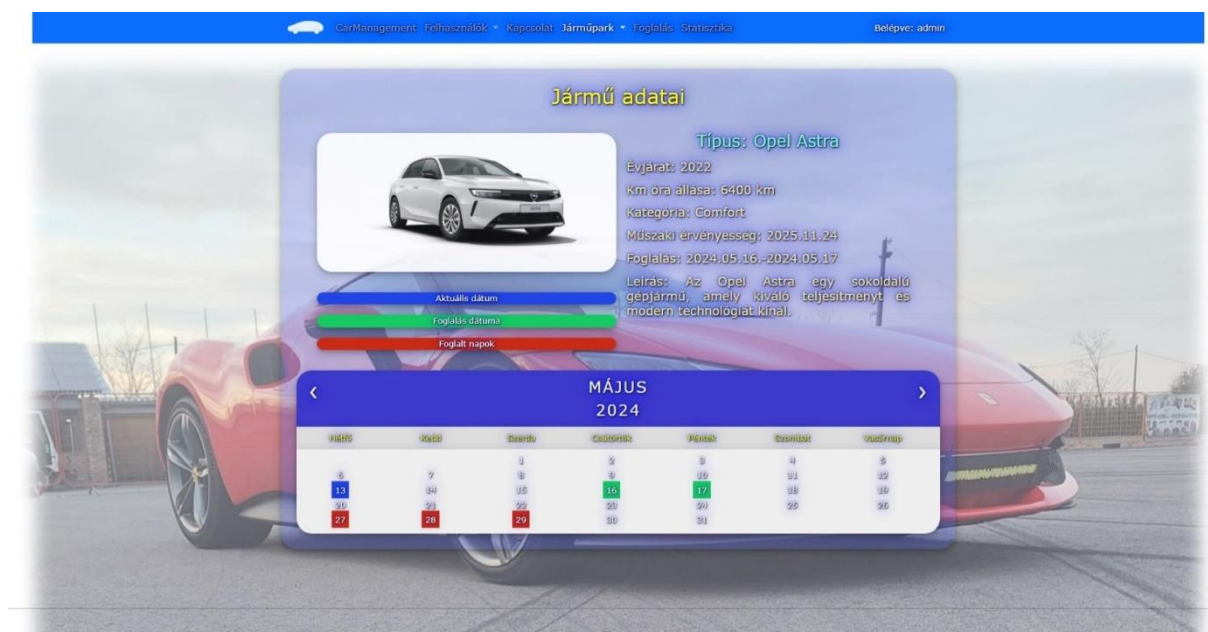 CarManagement Felhasználók Kapcsolat Járműpark Foglalás Statisztika Belépve: admin
Jármű adatai
Típus: Opel Astra
Évjárat: 2022
Km óra állása: 6400 km
Kategória: Comfort
Műszaki érvényesség: 2025.11.24
Foglalás: 2024.05.16.-2024.05.17
Leírás: Az Opel Astra egy sokoldalú
gépjármű, amely kiváló teljesítményt és
modern technológiát kínál.
Aktuális dátum
Foglalás dátuma
Foglalt napok
‹ MÁJUS ›
2024
Hétfő Kedd Szerda Csütörtök Péntek Szombat Vasárnap
1 2 3 4 5
6 7 8 9 10 11 12
13 14 15 16 17 18 19
20 21 22 23 24 25 26
27 28 29 30 31